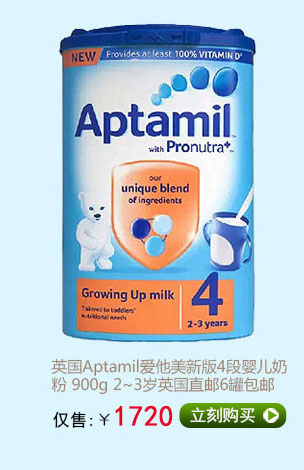 NEW
Provides at least 100% VITAMIN D*
Aptamil
with Pronutra+
our
unique blend
of ingredients
Growing Up milk
Tailored to toddlers'
nutritional needs
4
2-3 years
英国Aptamil爱他美新版4段婴儿奶
粉 900g 2~3岁英国直邮6罐包邮
仅售:￥1720 立刻购买